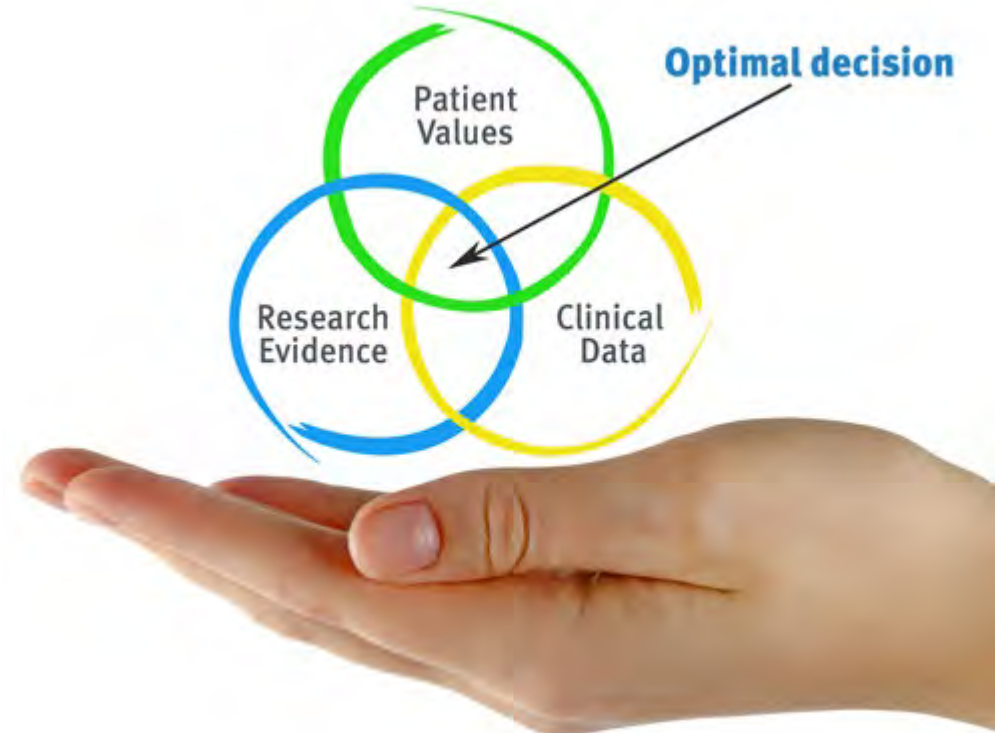 Optimal decision
Patient
Values
Research
Evidence
Clinical
Data